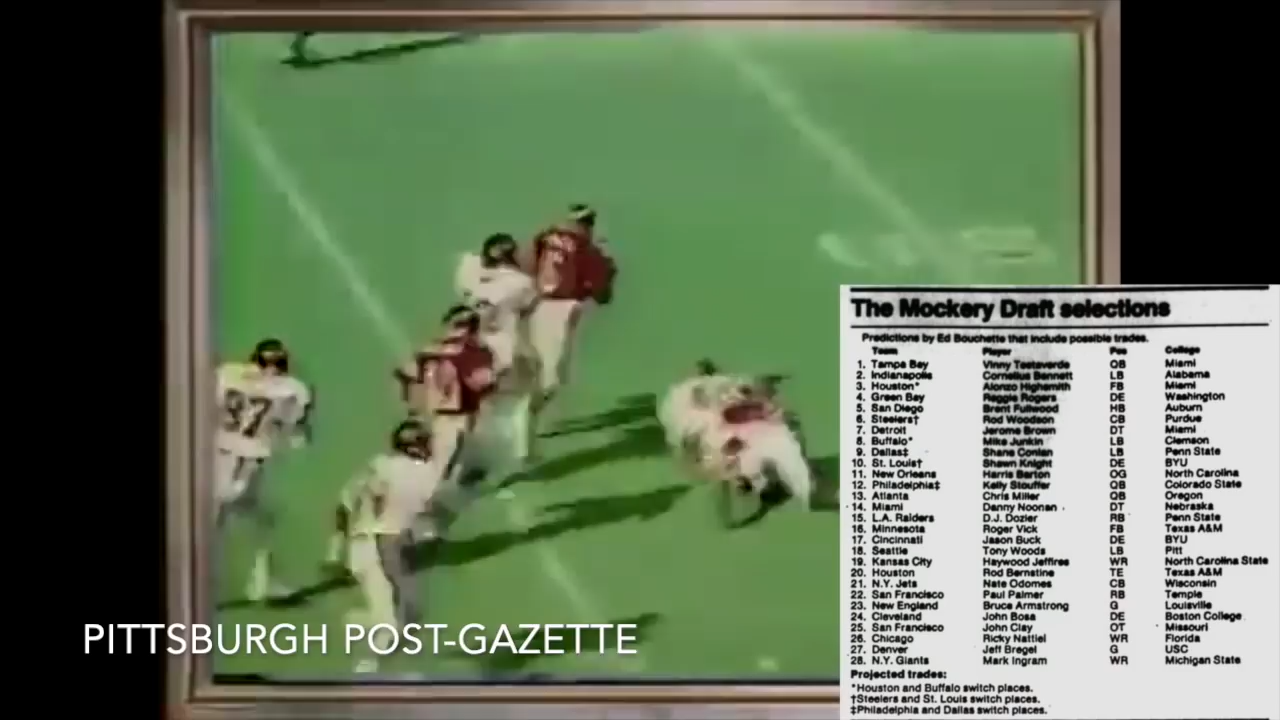 97
The Mockery Draft selections
Predictions by Ed Bouchette that include possible trades.
Team Player Pos College
1. Tampa Bay Vinny Testaverde QB Miami
2. Indianapolis Cornelius Bennett LB Alabama
3. Houston* Alonzo Highsmith FB Miami
4. Green Bay Reggie Rogers DE Washington
5. San Diego Brent Fullwood HB Auburn
6. Steelers† Rod Woodson CB Purdue
7. Detroit Jerome Brown DT Miami
8. Buffalo* Mike Junkin LB Clemson
9. Dallas‡ Shane Conlan LB Penn State
10. St. Louis† Shawn Knight DE BYU
11. New Orleans Harris Barton OG North Carolina
12. Philadelphia‡ Kelly Stouffer QB Colorado State
13. Atlanta Chris Miller QB Oregon
14. Miami Danny Noonan DT Nebraska
15. L.A. Raiders D.J. Dozier RB Penn State
16. Minnesota Roger Vick FB Texas A&M
17. Cincinnati Jason Buck DE BYU
18. Seattle Tony Woods LB Pitt
19. Kansas City Haywood Jeffires WR North Carolina State
20. Houston Rod Bernstine TE Texas A&M
21. N.Y. Jets Nate Odomes CB Wisconsin
22. San Francisco Paul Palmer RB Temple
23. New England Bruce Armstrong G Louisville
24. Cleveland John Bosa DE Boston College
25. San Francisco John Clay OT Missouri
26. Chicago Ricky Nattiel WR Florida
27. Denver Jeff Bregel G USC
28. N.Y. Giants Mark Ingram WR Michigan State
Projected trades:
*Houston and Buffalo switch places.
†Steelers and St. Louis switch places.
‡Philadelphia and Dallas switch places.
PITTSBURGH POST-GAZETTE